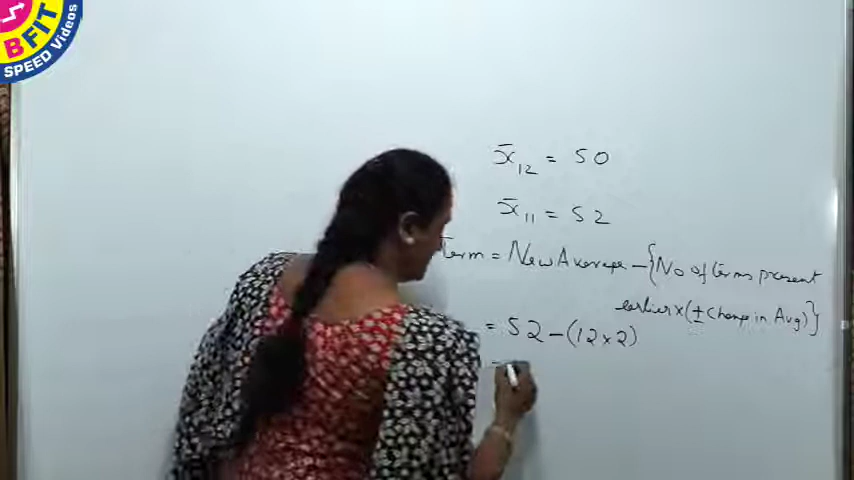 BFIT
SPEED Videos
x̄₁₂ = 50
x̄₁₁ = 52
Term = New Average - {No of terms present
earlier x (± Change in Avg)}
= 52 - (12 x 2)